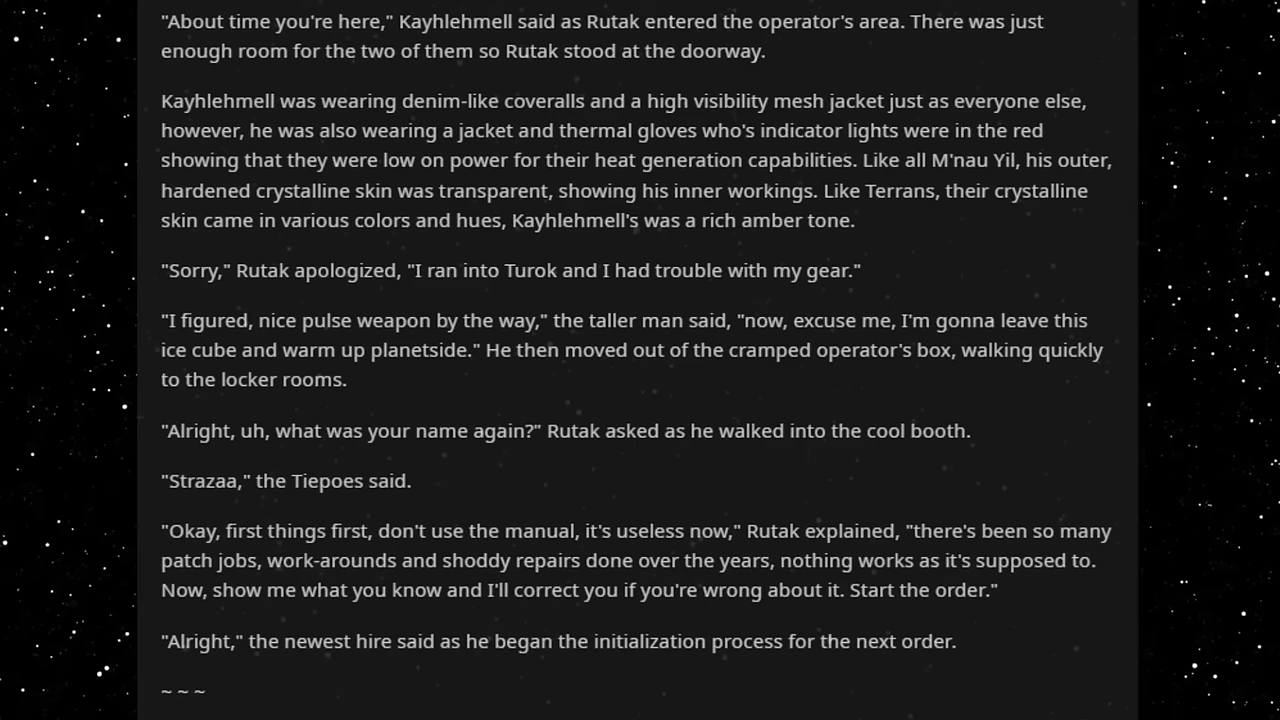 "About time you're here," Kayhlehmell said as Rutak entered the operator's area. There was just
enough room for the two of them so Rutak stood at the doorway.
Kayhlehmell was wearing denim-like coveralls and a high visibility mesh jacket just as everyone else,
however, he was also wearing a jacket and thermal gloves who's indicator lights were in the red
showing that they were low on power for their heat generation capabilities. Like all M'nau Yil, his outer,
hardened crystalline skin was transparent, showing his inner workings. Like Terrans, their crystalline
skin came in various colors and hues, Kayhlehmell's was a rich amber tone.
"Sorry," Rutak apologized, "I ran into Turok and I had trouble with my gear."
"I figured, nice pulse weapon by the way," the taller man said, "now, excuse me, I'm gonna leave this
ice cube and warm up planetside." He then moved out of the cramped operator's box, walking quickly
to the locker rooms.
"Alright, uh, what was your name again?" Rutak asked as he walked into the cool booth.
"Strazaa," the Tiepoes said.
"Okay, first things first, don't use the manual, it's useless now," Rutak explained, "there's been so many
patch jobs, work-arounds and shoddy repairs done over the years, nothing works as it's supposed to.
Now, show me what you know and I'll correct you if you're wrong about it. Start the order."
"Alright," the newest hire said as he began the initialization process for the next order.
~ ~ ~